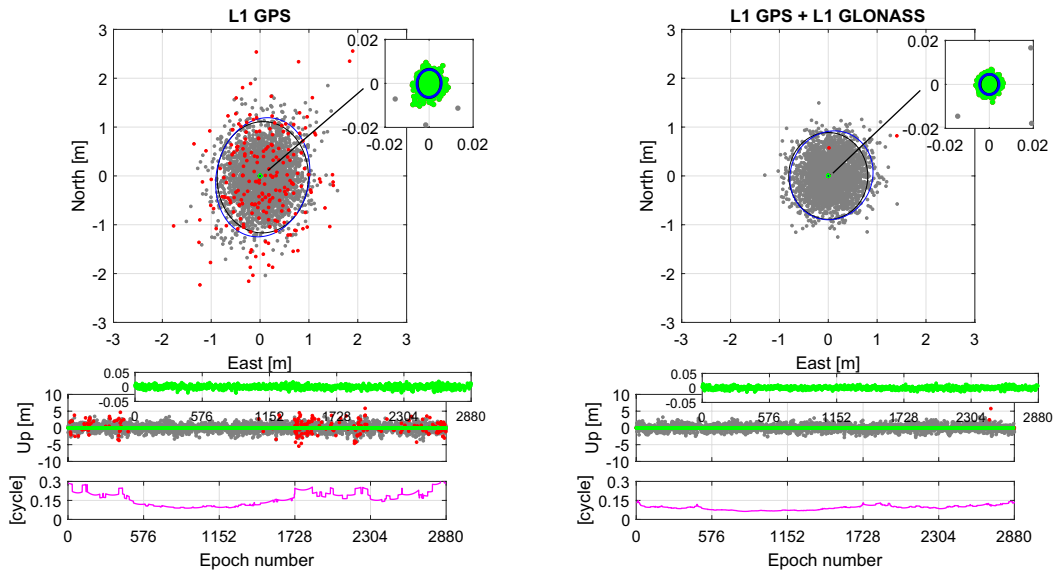 L1 GPS
3
2
1
0
-1
-2
-3
North [m]
-3 -2 -1 0 1 2 3
East [m]
0.02
0
-0.02
-0.02 0 0.02
0.05
0
-0.05
0 576 1152 1728 2304 2880
10
5
0
-5
-10
Up [m]
0.3
0.15
0
[cycle]
0 576 1152 1728 2304 2880
Epoch number
L1 GPS + L1 GLONASS
3
2
1
0
-1
-2
-3
North [m]
-3 -2 -1 0 1 2 3
East [m]
0.02
0
-0.02
-0.02 0 0.02
0.05
0
-0.05
0 576 1152 1728 2304 2880
10
5
0
-5
-10
Up [m]
0.3
0.15
0
[cycle]
0 576 1152 1728 2304 2880
Epoch number